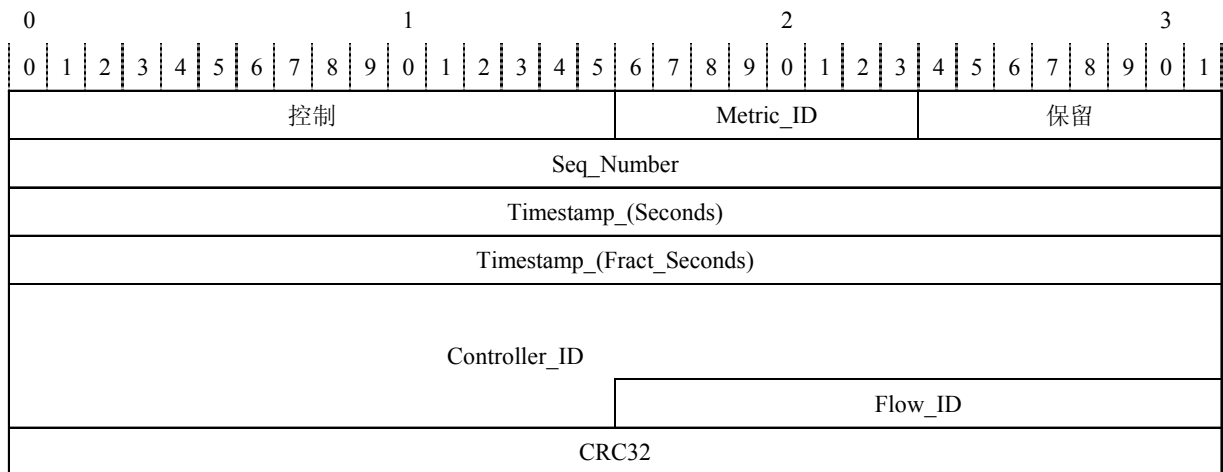 0 1 2 3
0 1 2 3 4 5 6 7 8 9 0 1 2 3 4 5 6 7 8 9 0 1 2 3 4 5 6 7 8 9 0 1
控制 Metric_ID 保留
Seq_Number
Timestamp_(Seconds)
Timestamp_(Fract_Seconds)
Controller_ID
Flow_ID
CRC32